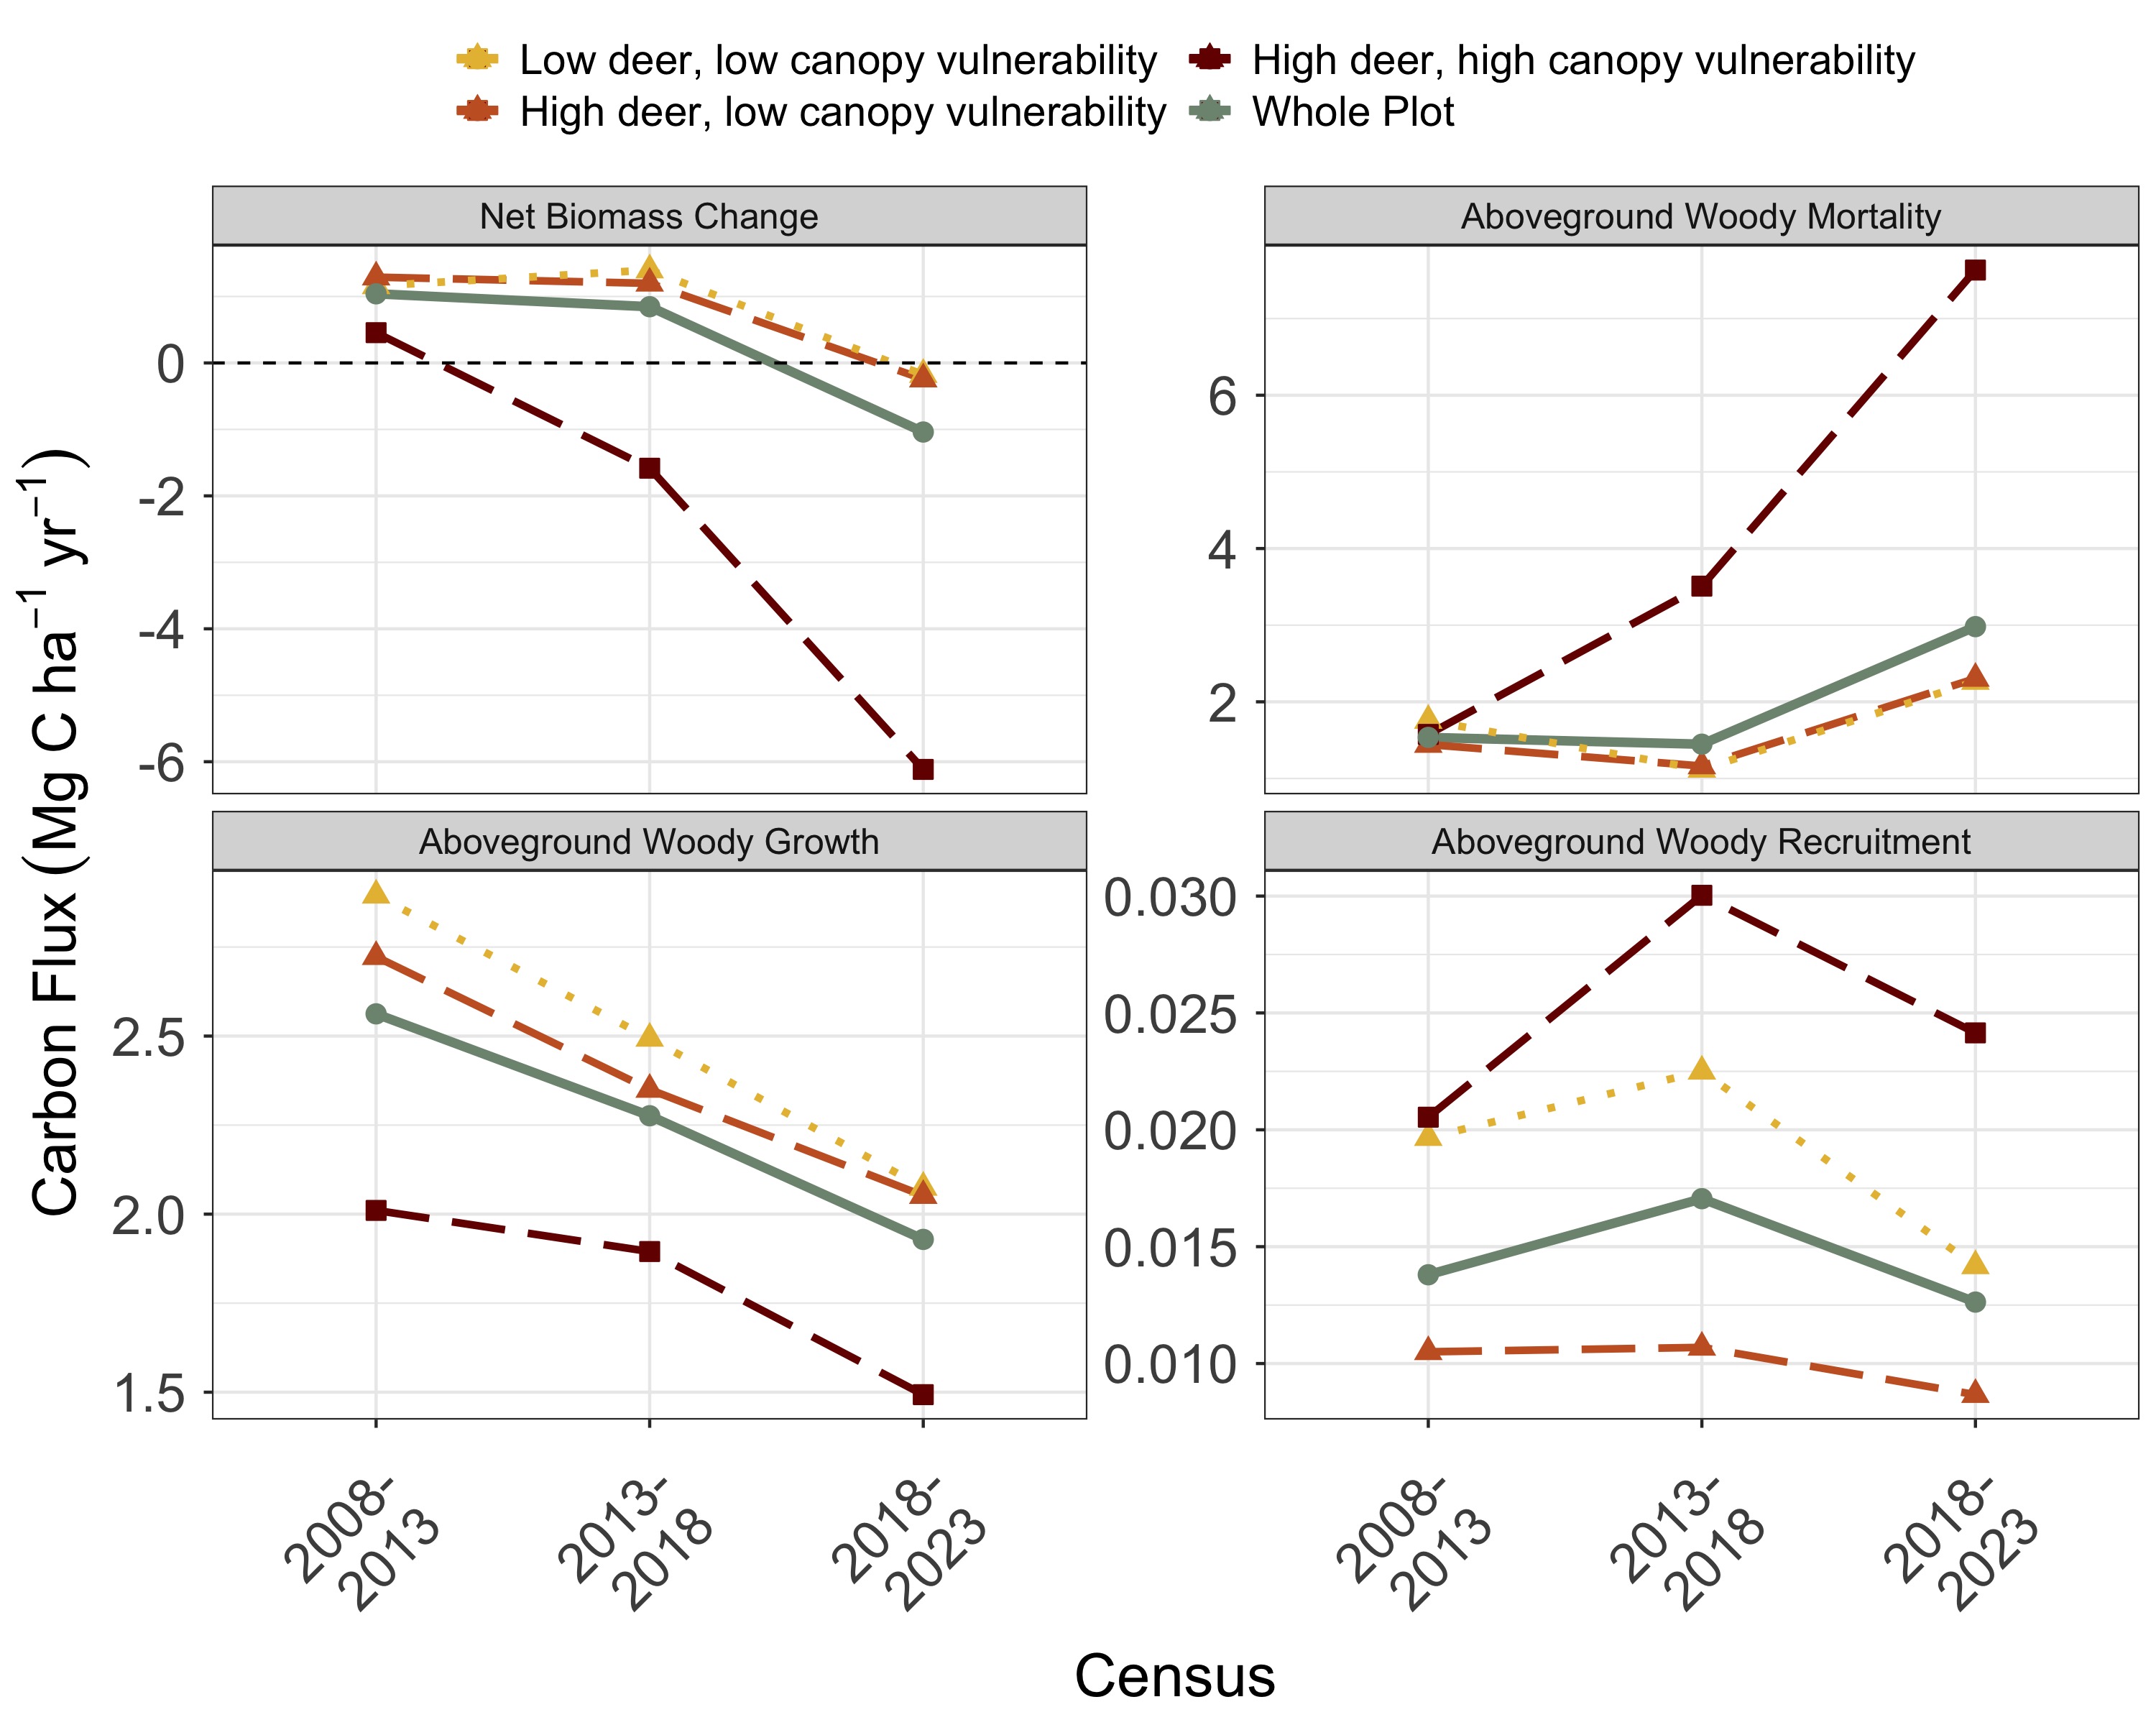 Low deer, low canopy vulnerability
High deer, high canopy vulnerability
High deer, low canopy vulnerability
Whole Plot
Net Biomass Change
Aboveground Woody Mortality
0
-2
-4
-6
6
4
2
Carbon Flux (Mg C ha⁻¹ yr⁻¹)
Aboveground Woody Growth
Aboveground Woody Recruitment
2.5
2.0
1.5
0.030
0.025
0.020
0.015
0.010
2008-
2013
2013-
2018
2018-
2023
2008-
2013
2013-
2018
2018-
2023
Census